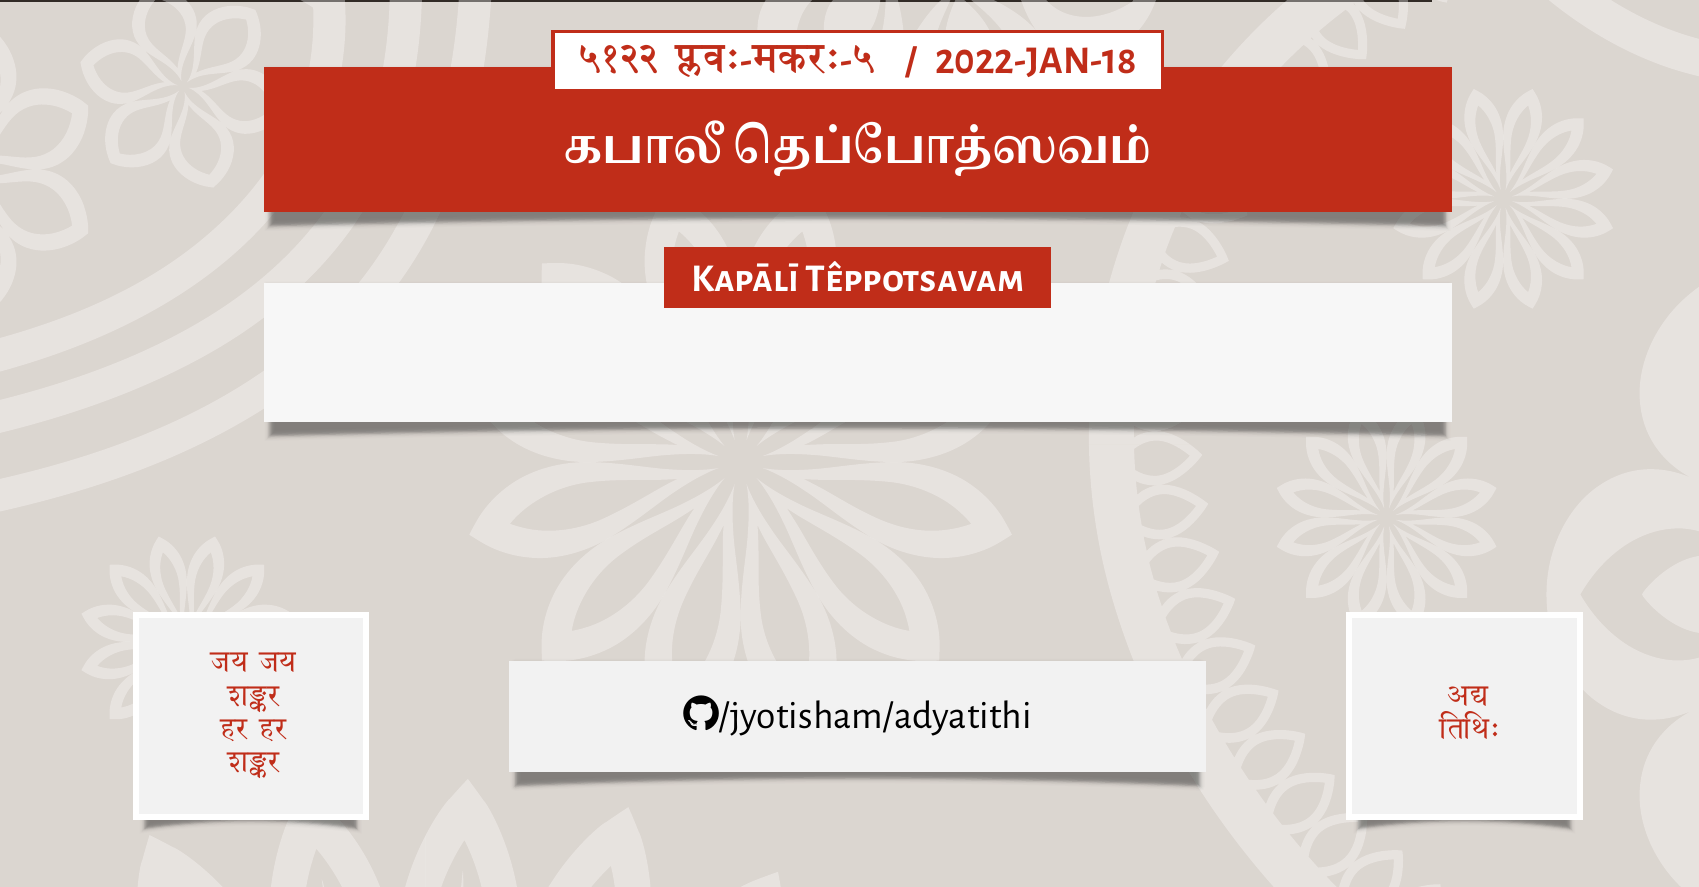 ५१२२ प्लवः-मकरः-५ / 2022-JAN-18
கபாலீ தெப்போத்ஸவம்
Kapālī Têppotsavam
जय जय
शङ्कर
हर हर
शङ्कर
/jyotisham/adyatithi
अद्य
तिथिः